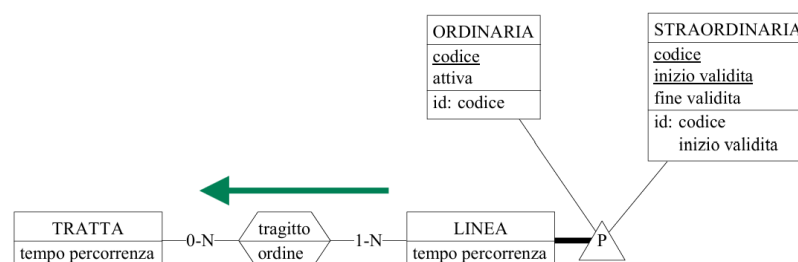 ORDINARIA
codice
attiva
id: codice
STRAORDINARIA
codice
inizio validita
fine validita
id: codice
inizio validita
TRATTA
tempo percorrenza
0-N
tragitto
ordine
1-N
LINEA
tempo percorrenza
P